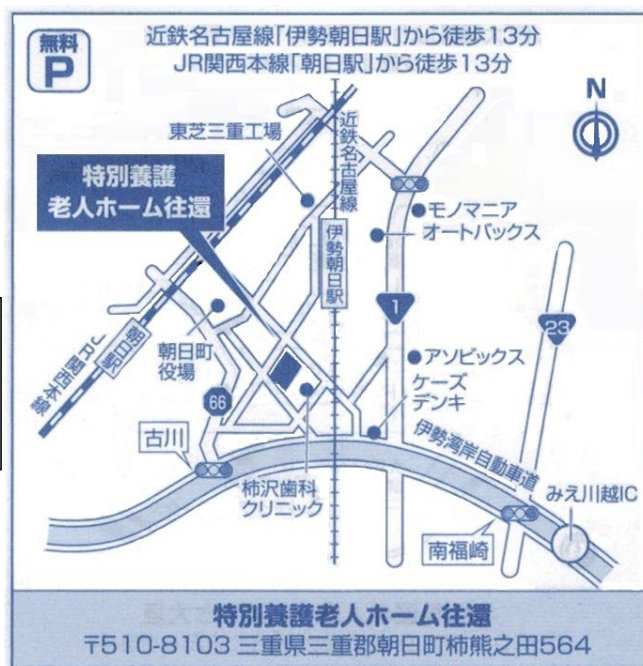 無料
P
近鉄名古屋線「伊勢朝日駅」から徒歩13分
JR関西本線「朝日駅」から徒歩13分
N
東芝三重工場
近鉄名古屋線
特別養護
老人ホーム往還
モノマニア
オートバックス
伊勢朝日駅
1
23
朝日町
役場
朝日駅
JR関西本線
アソビックス
ケーズ
デンキ
66
古川
伊勢湾岸自動車道
柿沢歯科
クリニック
みえ川越IC
南福崎
特別養護老人ホーム往還
〒510-8103 三重県三重郡朝日町柿熊之田564